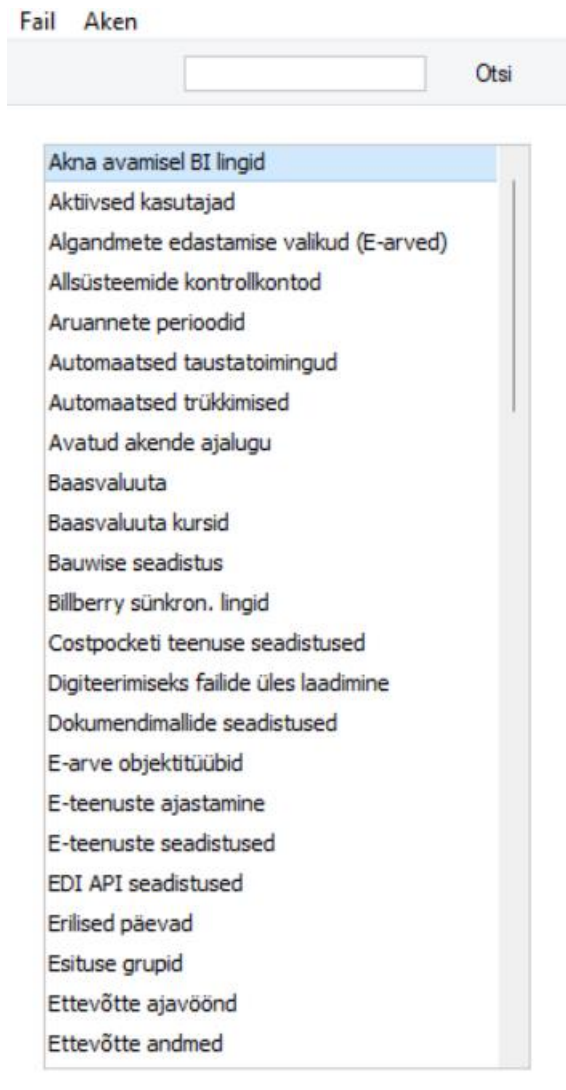 Fail Aken
Otsi
Akna avamisel BI lingid
Aktiivsed kasutajad
Algandmete edastamise valikud (E-arved)
Allsüsteemide kontrollkontod
Aruannete perioodid
Automaatsed taustatoimingud
Automaatsed trükkimised
Avatud akende ajalugu
Baasvaluuta
Baasvaluuta kursid
Bauwise seadistus
Billberry sünkron. lingid
Costpocketi teenuse seadistused
Digiteerimiseks failide üles laadimine
Dokumendimallide seadistused
E-arve objektitüübid
E-teenuste ajastamine
E-teenuste seadistused
EDI API seadistused
Erilised päevad
Esituse grupid
Ettevõtte ajavöönd
Ettevõtte andmed